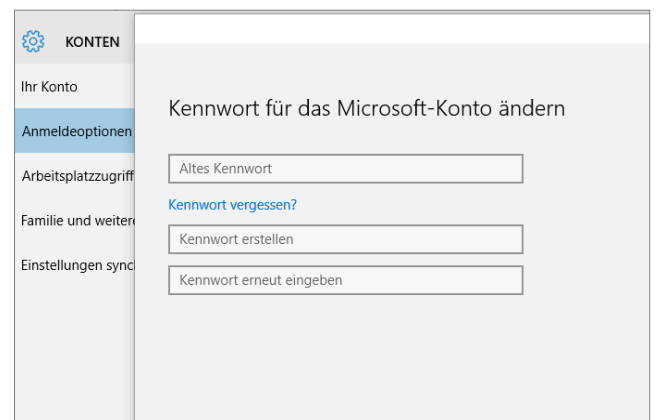 KONTEN
Ihr Konto
Anmeldeoptionen
Arbeitsplatzzugriff
Familie und weitere
Einstellungen sync
Kennwort für das Microsoft-Konto ändern
Altes Kennwort
Kennwort vergessen?
Kennwort erstellen
Kennwort erneut eingeben